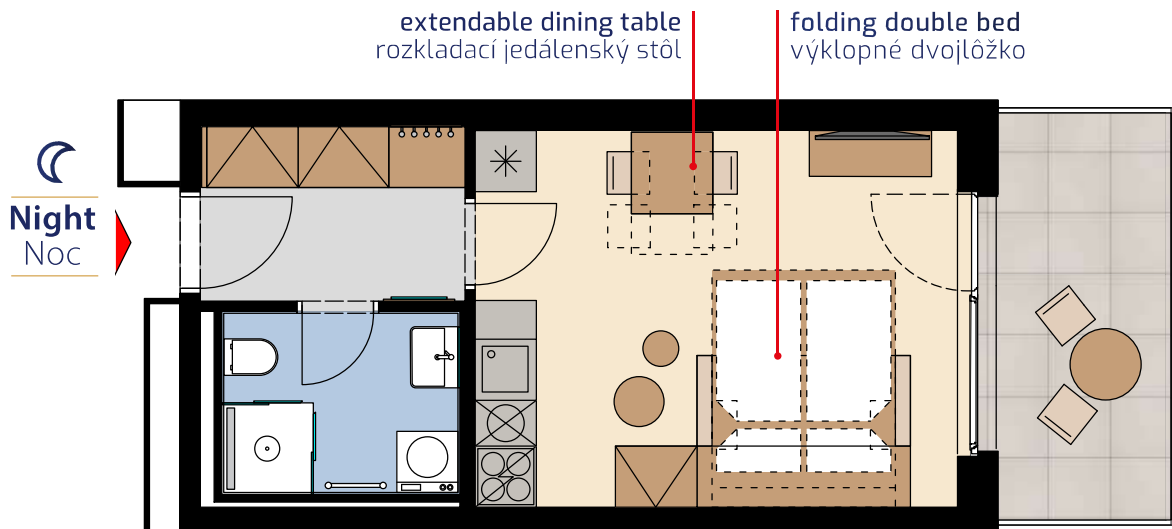 extendable dining table
rozkladací jedálenský stôl
folding double bed
výklopné dvojlôžko
Night
Noc